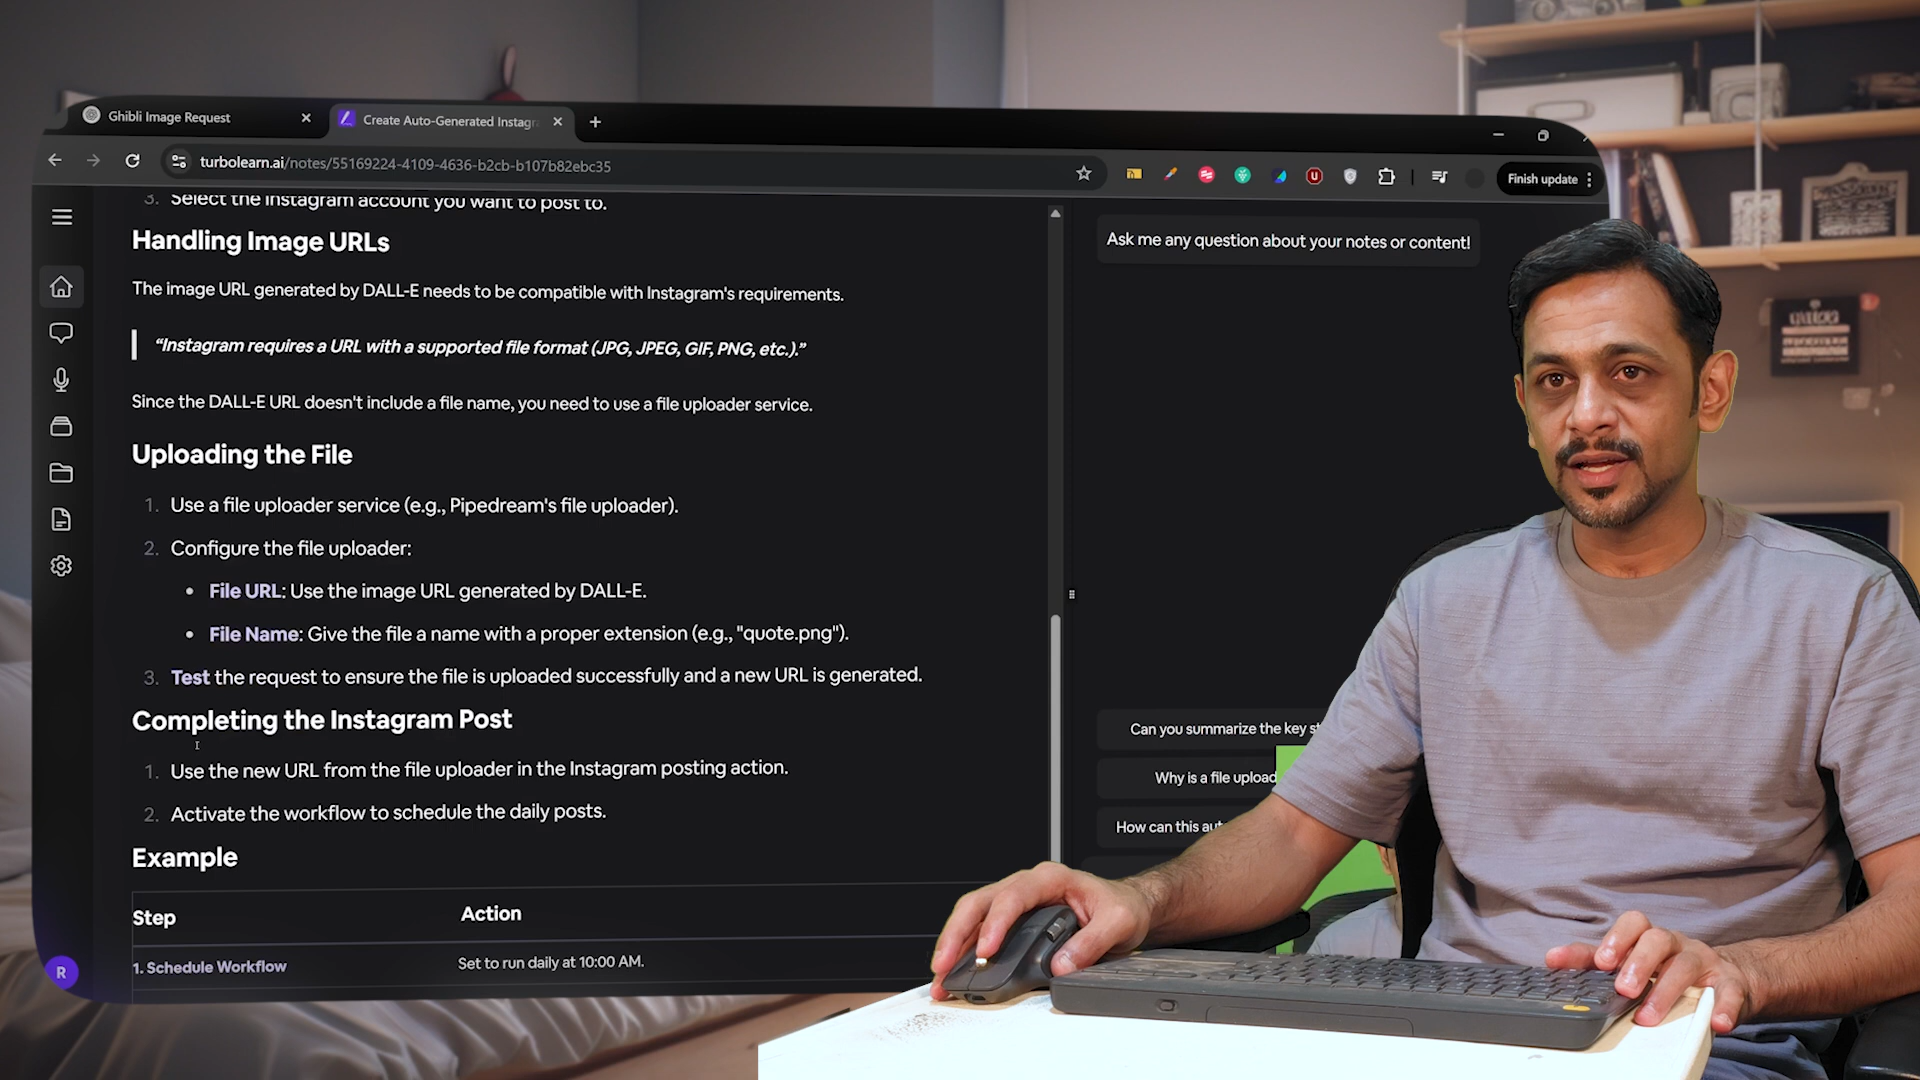 Ghibli Image Request
Create Auto-Generated Instagr
turbolearn.ai/notes/55169224-4109-4636-b2cb-b107b82ebc35
Finish update
3. Select the Instagram account you want to post to.
Handling Image URLs
The image URL generated by DALL-E needs to be compatible with Instagram's requirements.
“Instagram requires a URL with a supported file format (JPG, JPEG, GIF, PNG, etc.).”
Since the DALL-E URL doesn't include a file name, you need to use a file uploader service.
Uploading the File
1. Use a file uploader service (e.g., Pipedream's file uploader).
2. Configure the file uploader:
• File URL: Use the image URL generated by DALL-E.
• File Name: Give the file a name with a proper extension (e.g., "quote.png").
3. Test the request to ensure the file is uploaded successfully and a new URL is generated.
Completing the Instagram Post
1. Use the new URL from the file uploader in the Instagram posting action.
2. Activate the workflow to schedule the daily posts.
Example
Step Action
1. Schedule Workflow Set to run daily at 10:00 AM.
R
Ask me any question about your notes or content!
Can you summarize the key
Why is a file upload
How can this